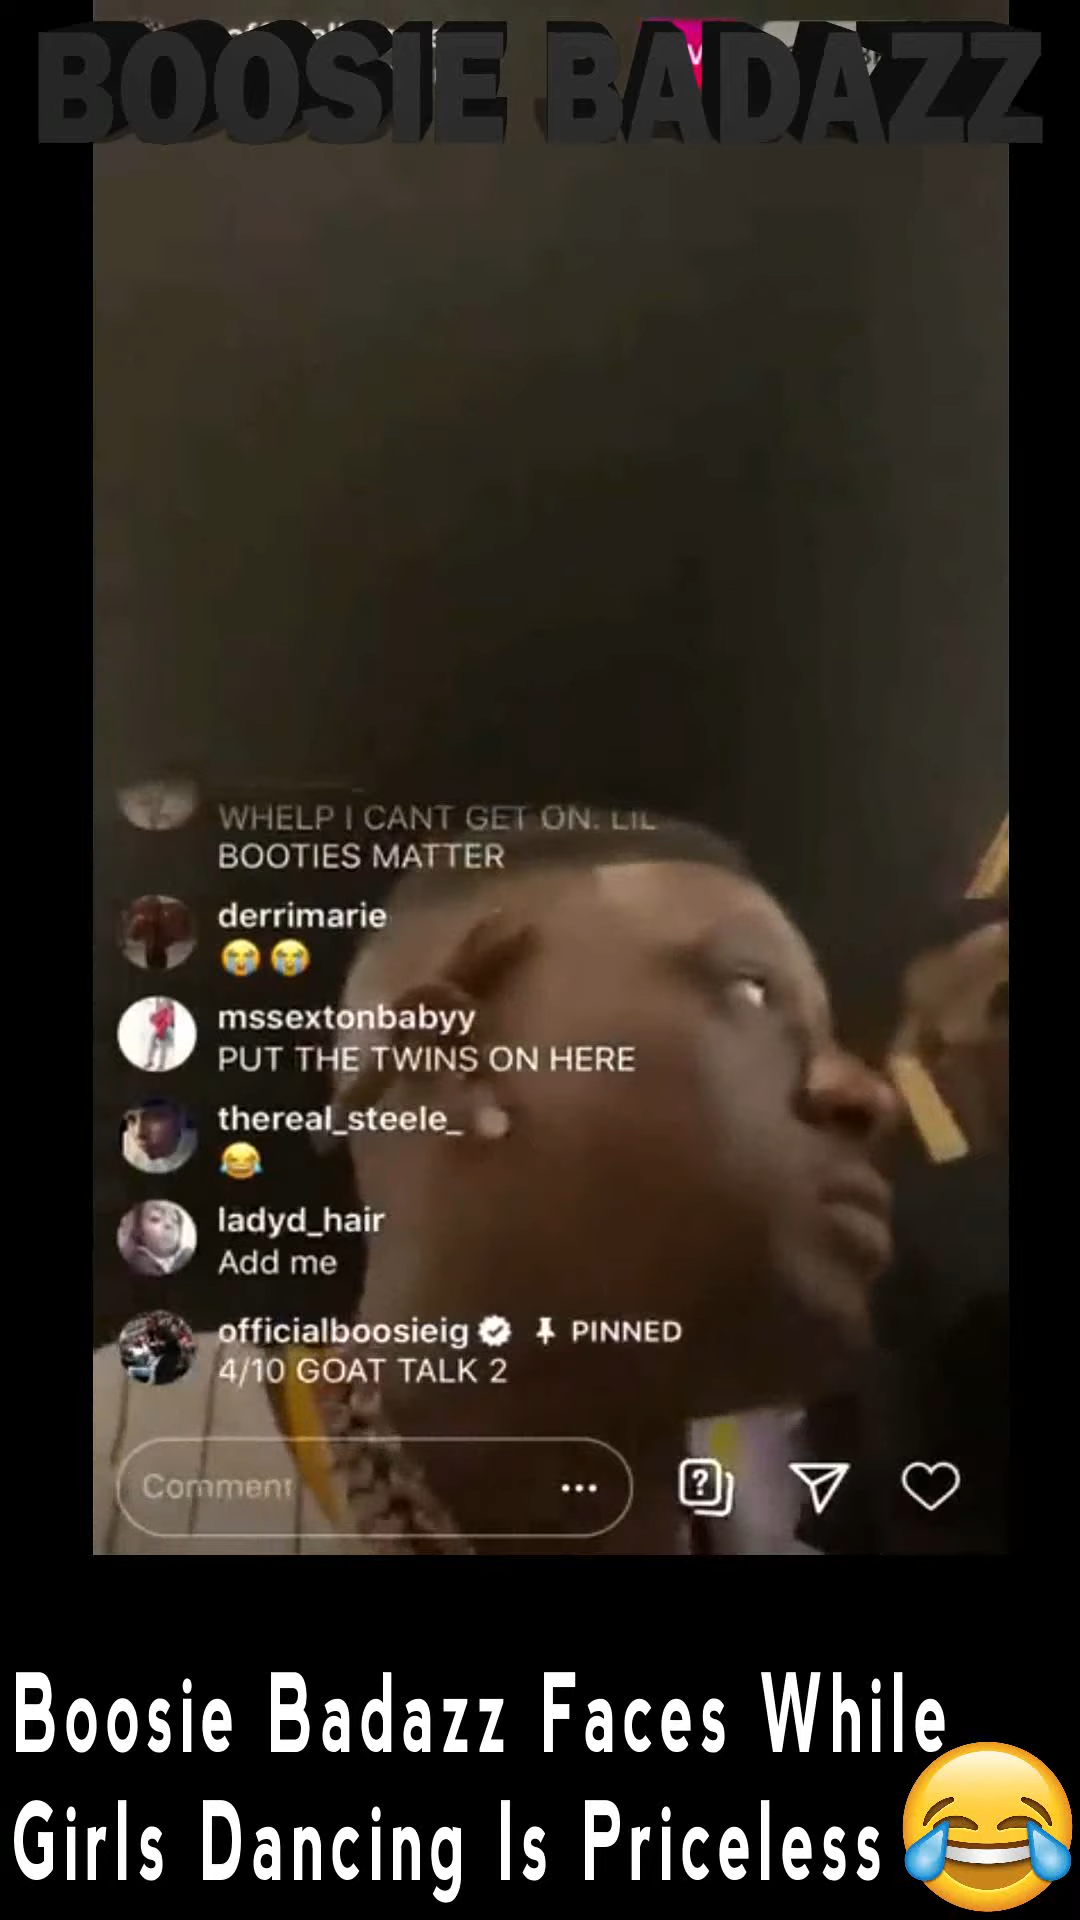 BOOSIE BADAZZ
WHELP I CANT GET ON. LIL
BOOTIES MATTER
derrimarie
😭😭
mssextonbabyy
PUT THE TWINS ON HERE
thereal_steele_
😂
ladyd_hair
Add me
officialboosieig PINNED
4/10 GOAT TALK 2
Comment
Boosie Badazz Faces While
Girls Dancing Is Priceless😂